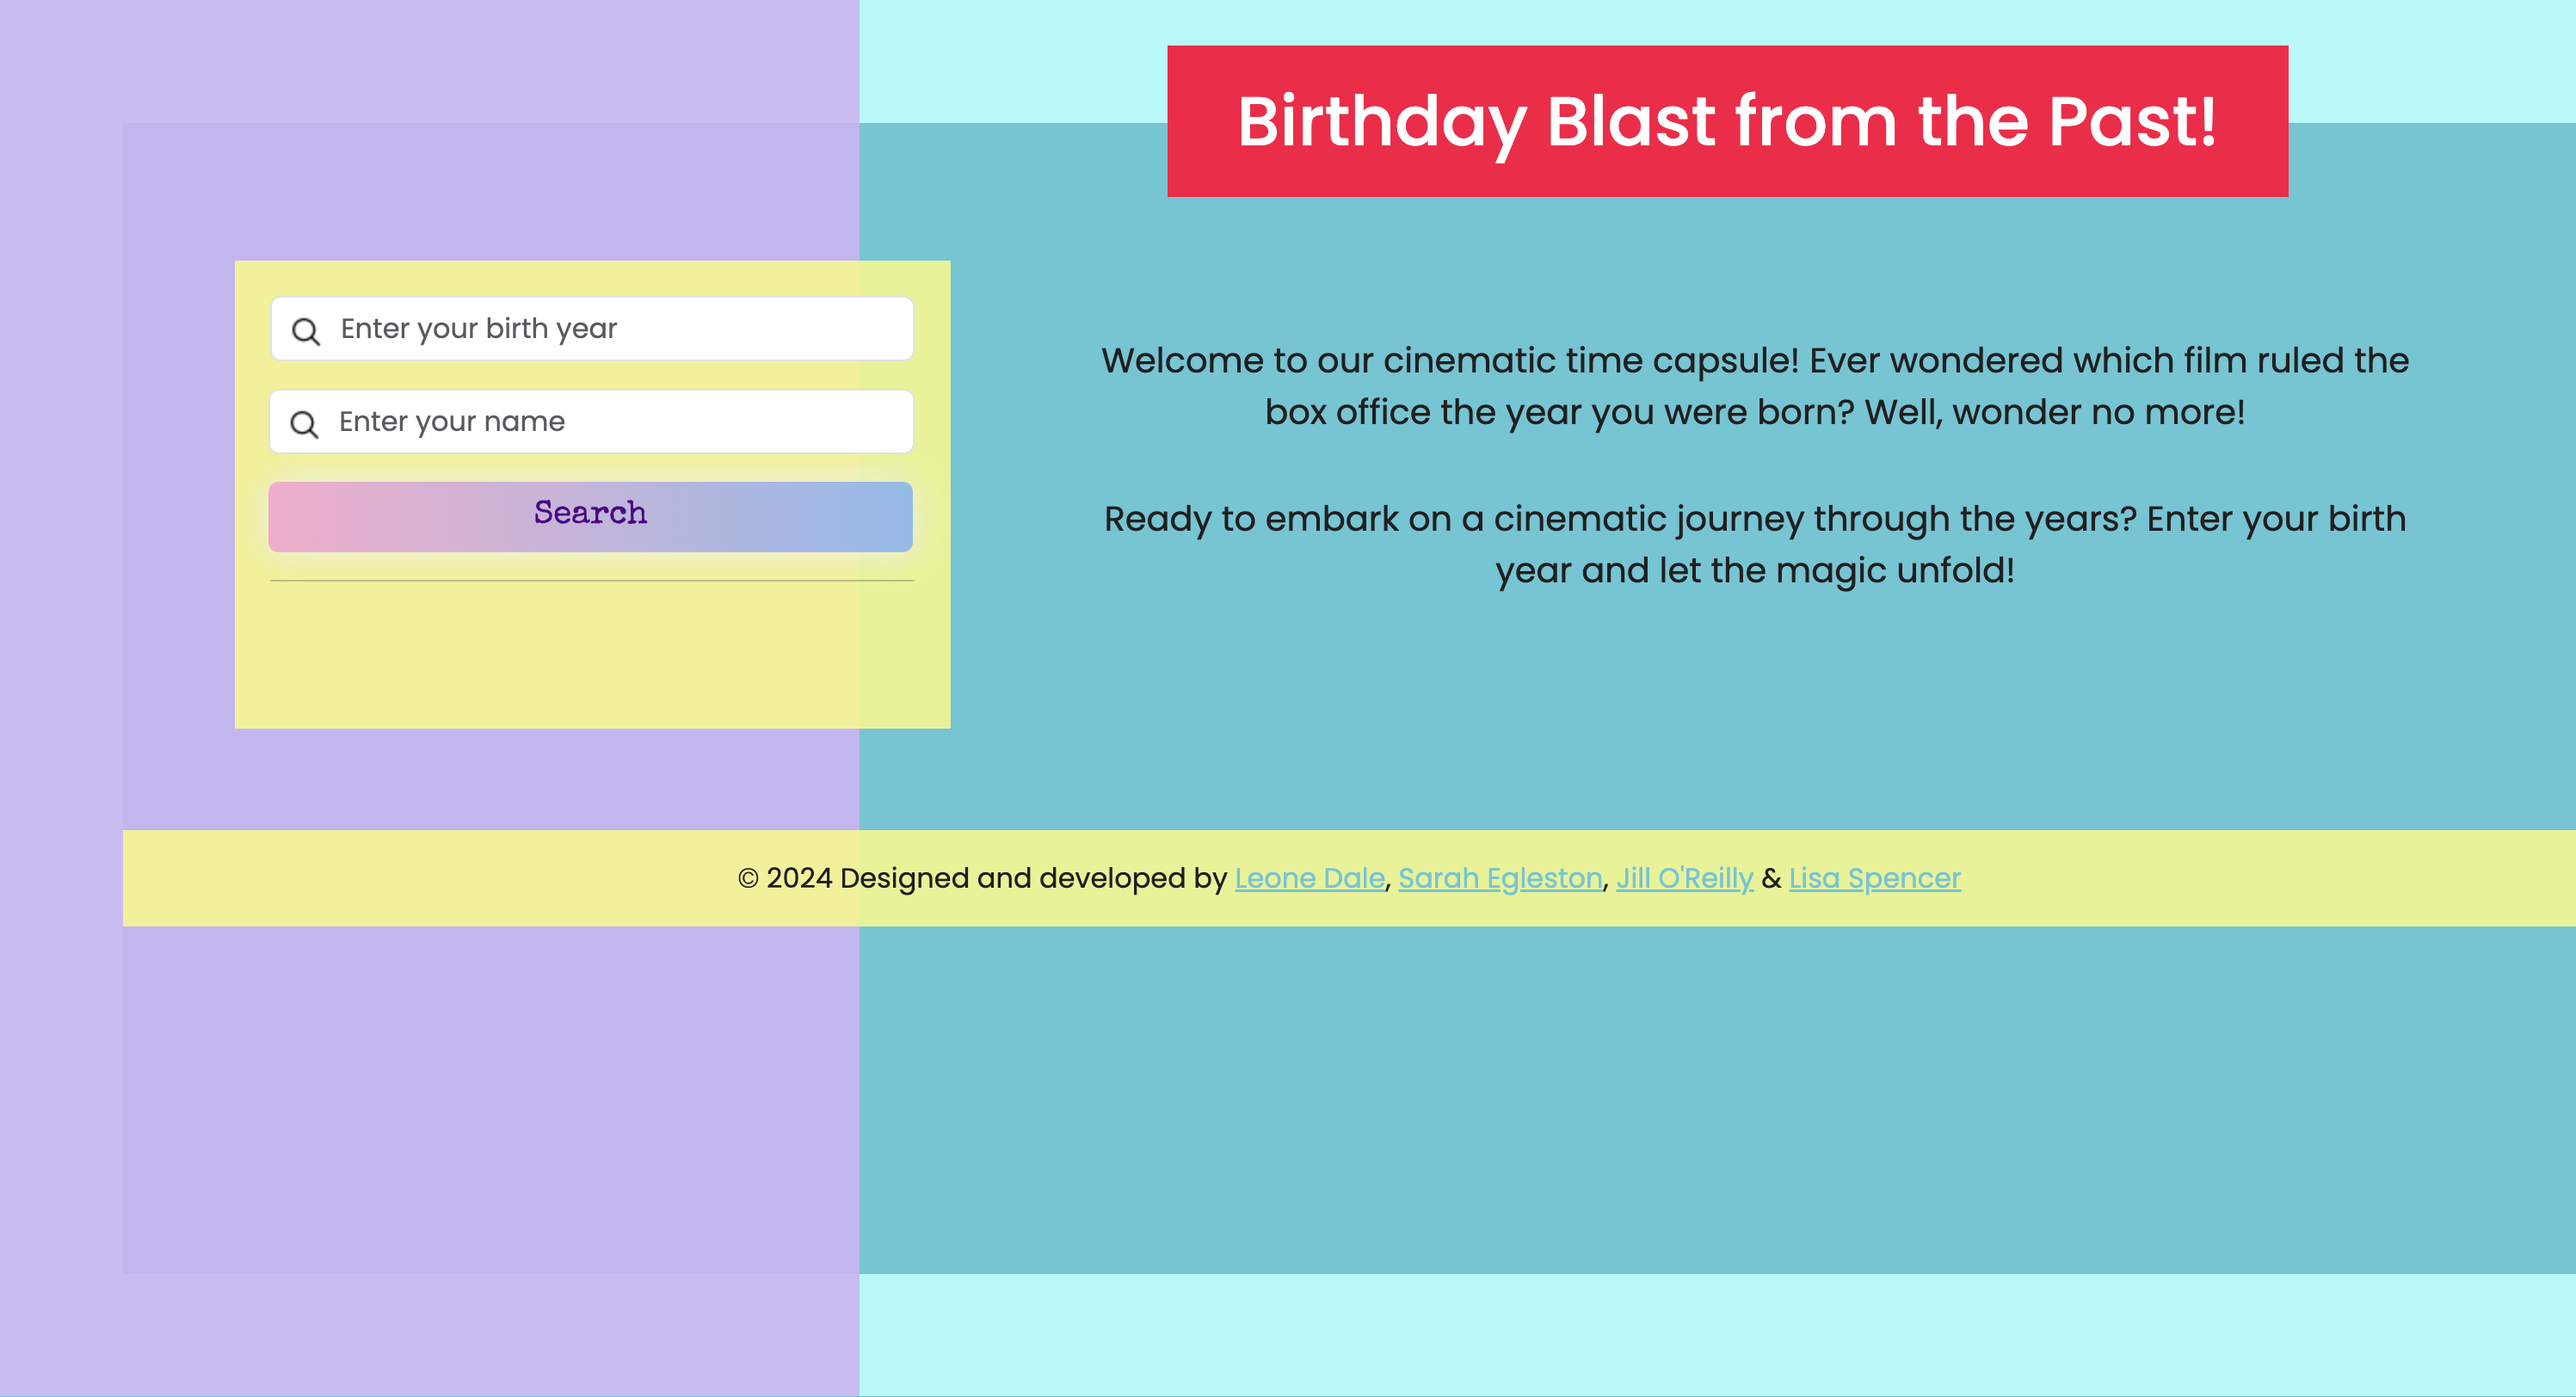 Birthday Blast from the Past!
Enter your birth year
Enter your name
Search
Welcome to our cinematic time capsule! Ever wondered which film ruled the
box office the year you were born? Well, wonder no more!
Ready to embark on a cinematic journey through the years? Enter your birth
year and let the magic unfold!
© 2024 Designed and developed by Leone Dale, Sarah Egleston, Jill O'Reilly & Lisa Spencer